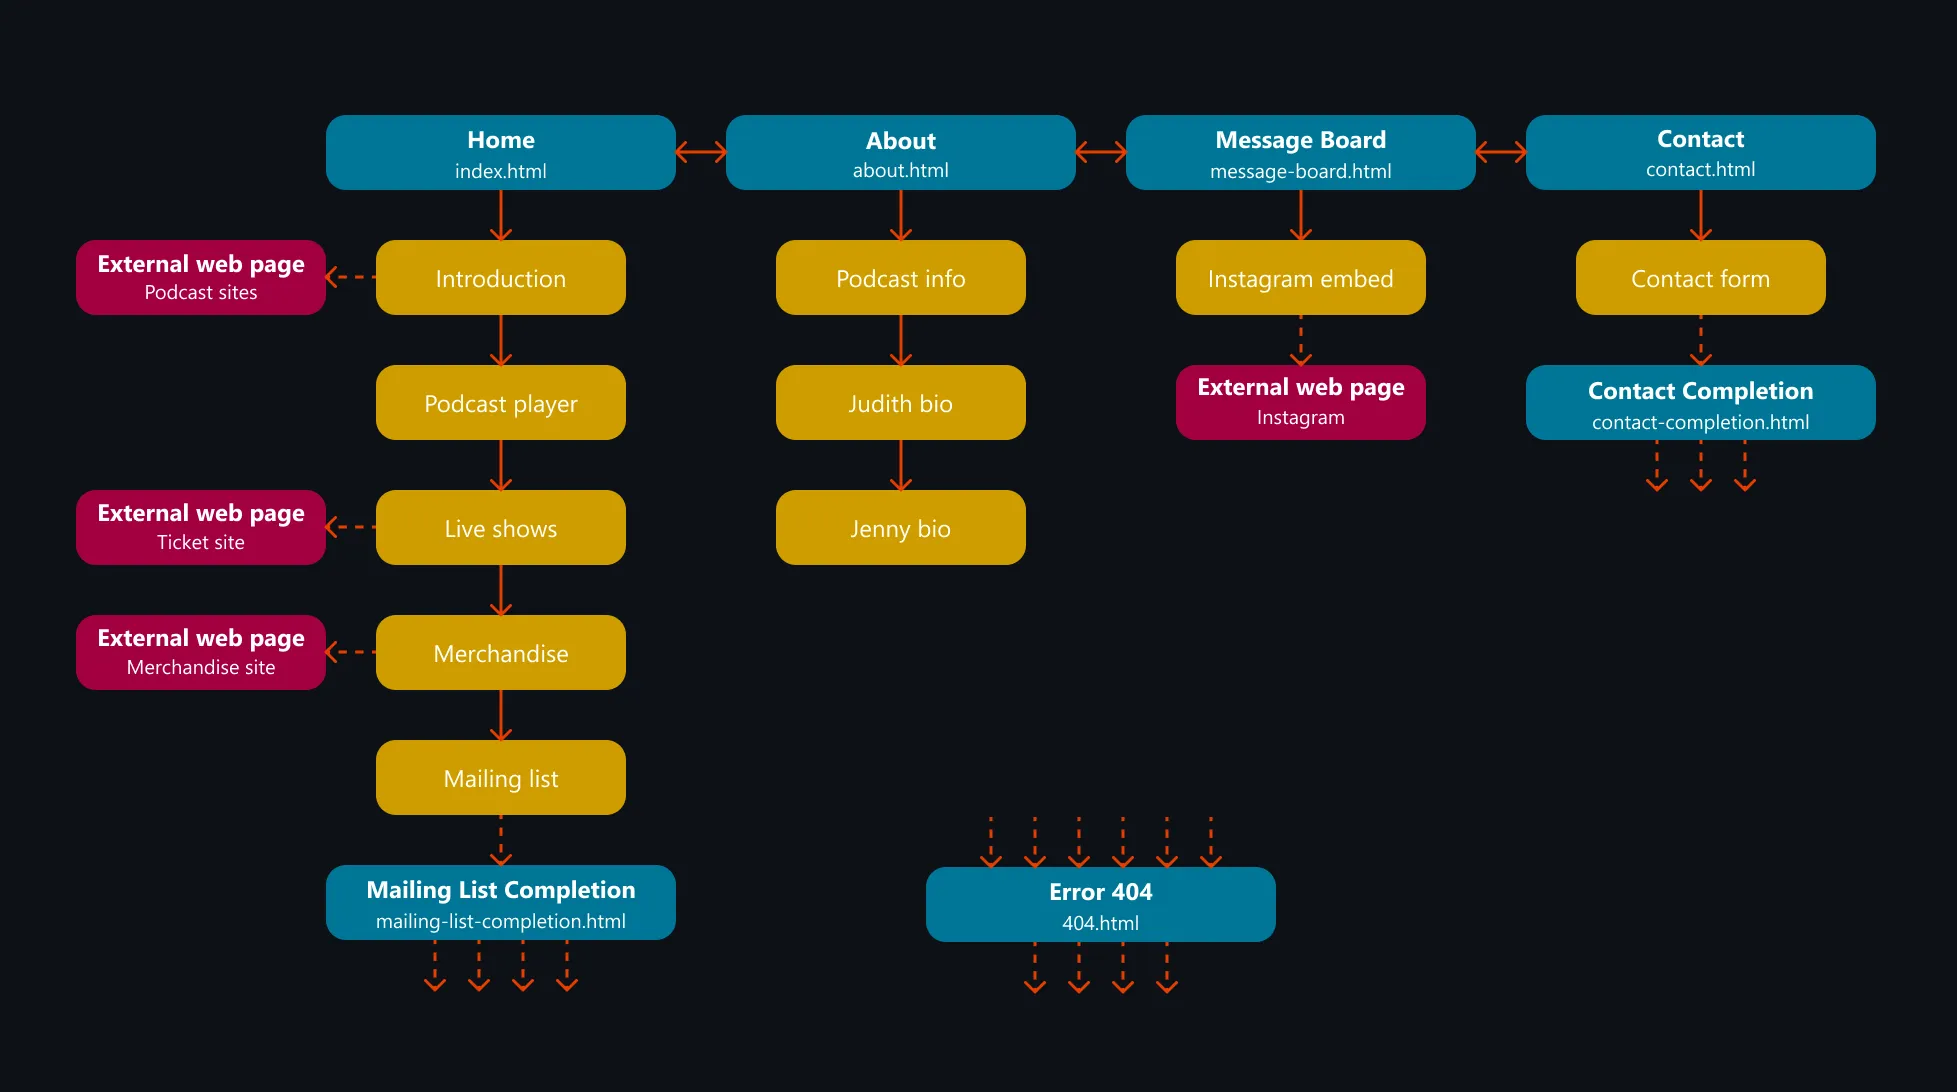 Home
index.html
About
about.html
Message Board
message-board.html
Contact
contact.html
External web page
Podcast sites
Introduction
Podcast info
Instagram embed
Contact form
Podcast player
Judith bio
External web page
Instagram
Contact Completion
contact-completion.html
External web page
Ticket site
Live shows
Jenny bio
External web page
Merchandise site
Merchandise
Mailing list
Mailing List Completion
mailing-list-completion.html
Error 404
404.html